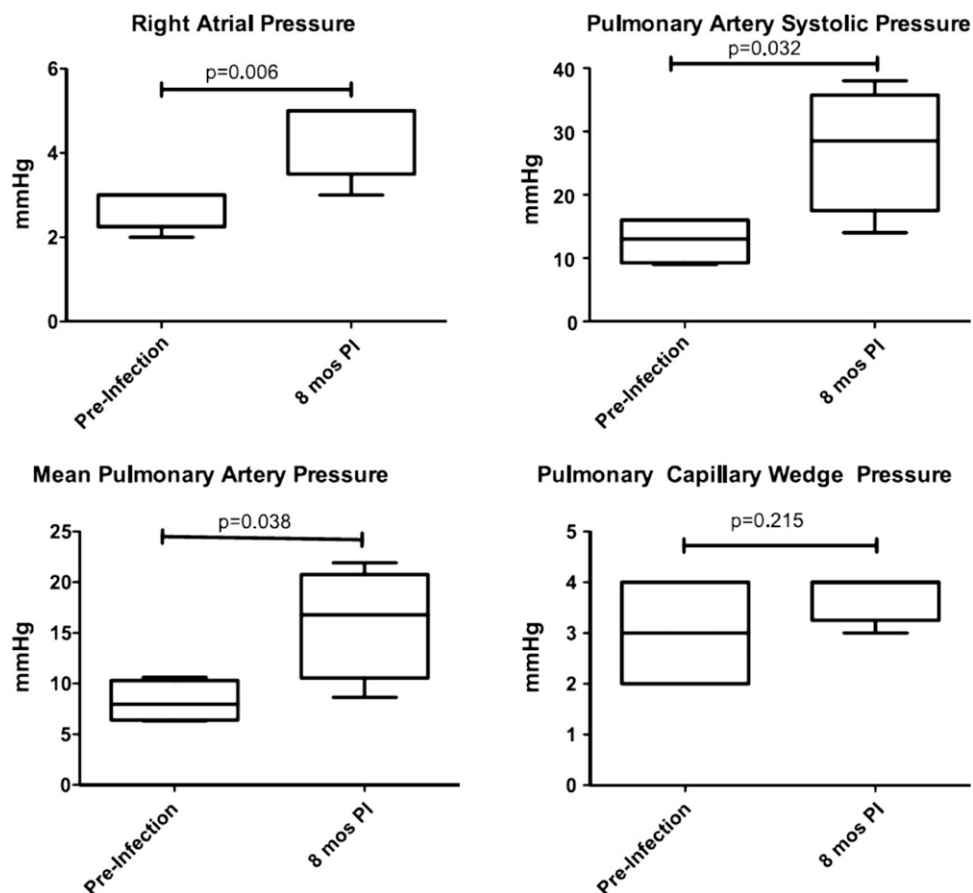 Right Atrial Pressure
p=0.006
mmHg
6
4
2
0
Pre-Infection
8 mos PI
Pulmonary Artery Systolic Pressure
p=0.032
mmHg
40
30
20
10
0
Pre-Infection
8 mos PI
Mean Pulmonary Artery Pressure
p=0.038
mmHg
25
20
15
10
5
0
Pre-Infection
8 mos PI
Pulmonary Capillary Wedge Pressure
p=0.215
mmHg
5
4
3
2
1
0
Pre-Infection
8 mos PI